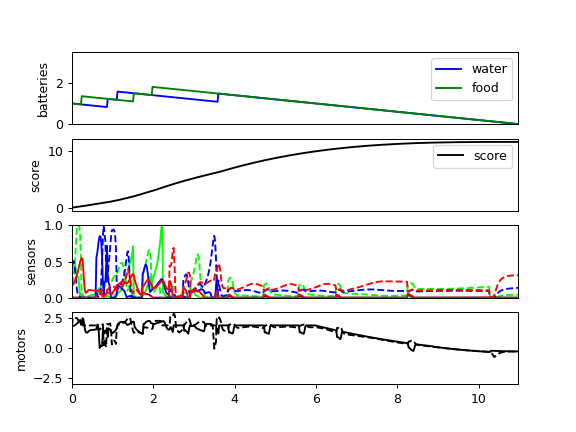 batteries
2
0
water
food
score
10
0
score
sensors
1.0
0.5
0.0
motors
2.5
0.0
−2.5
0 2 4 6 8 10